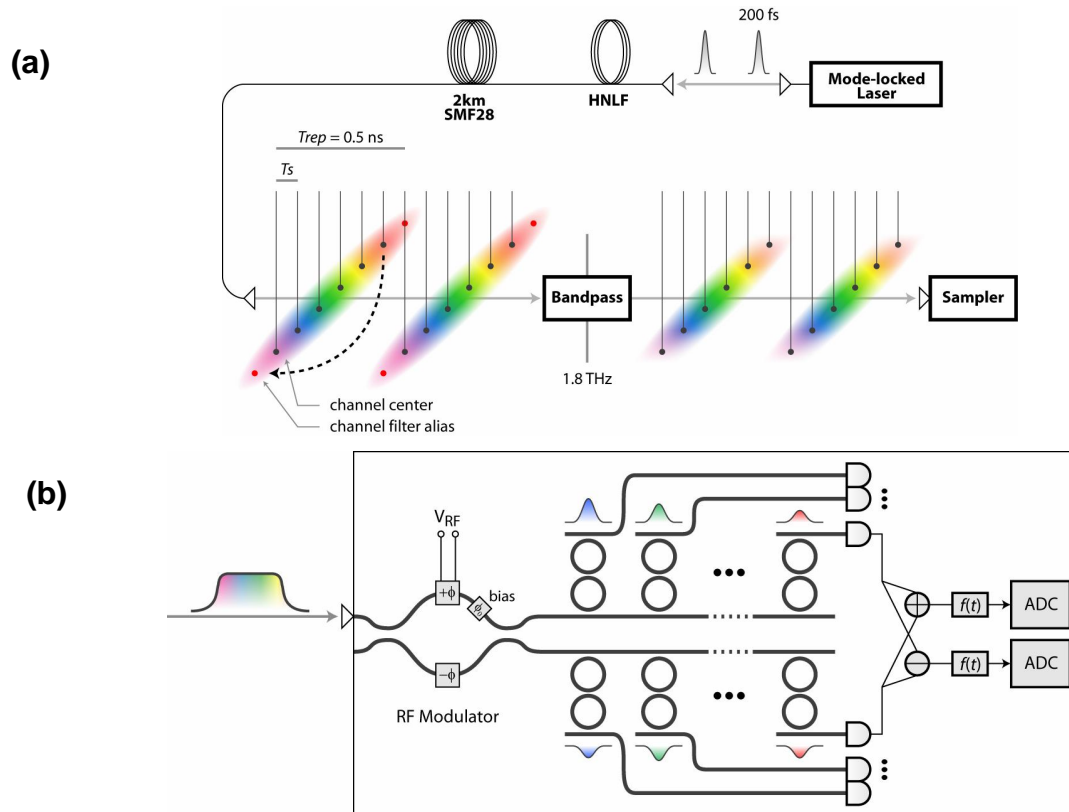 (a)
200 fs
Mode-locked
Laser
2km
SMF28
HNLF
Trep = 0.5 ns
Ts
Bandpass
Sampler
1.8 THz
channel center
channel filter alias
(b)
VRF
+ϕ
bias
ϕ₀
−ϕ
RF Modulator
f(t)
ADC
f(t)
ADC